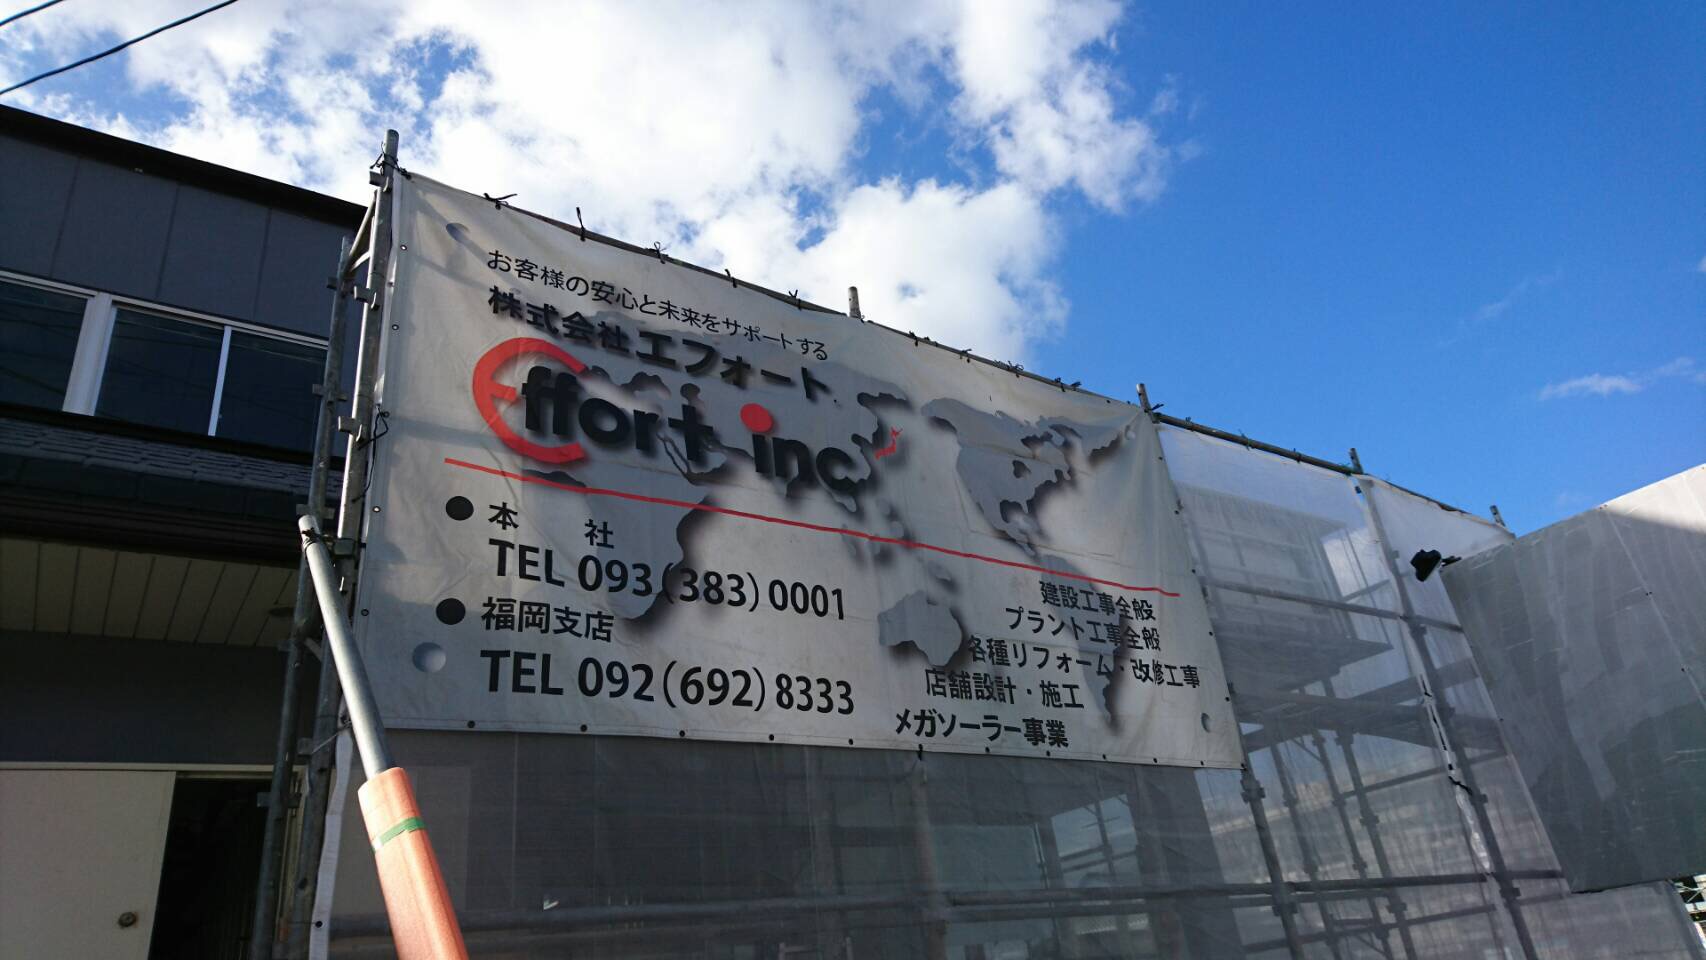 お客様の安心と未来をサポートする
株式会社エフォート
Effort inc
●本 社
TEL 093(383)0001
●福岡支店
TEL 092(692)8333
建設工事全般
プラント工事全般
各種リフォーム・改修工事
店舗設計・施工
メガソーラー事業